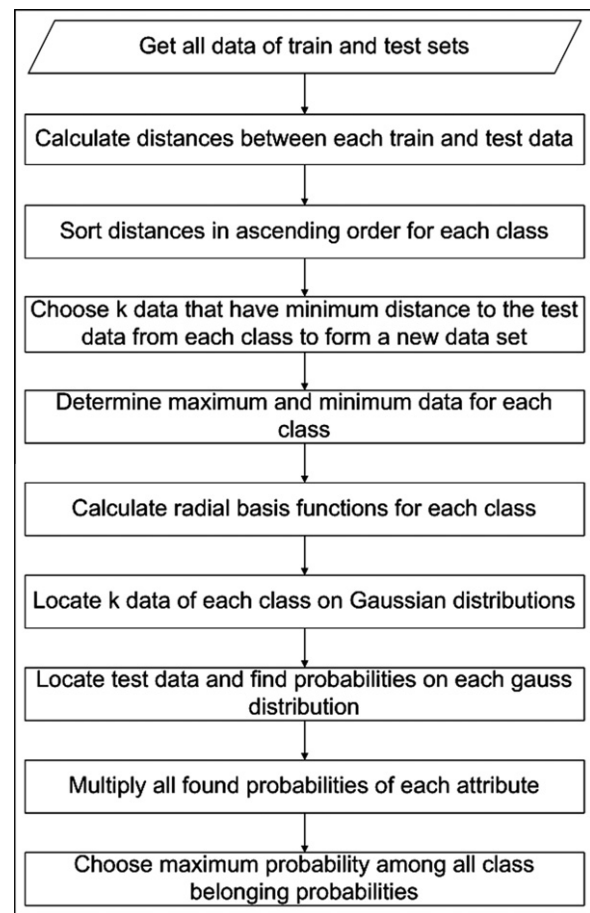 Get all data of train and test sets
Calculate distances between each train and test data
Sort distances in ascending order for each class
Choose k data that have minimum distance to the test
data from each class to form a new data set
Determine maximum and minimum data for each
class
Calculate radial basis functions for each class
Locate k data of each class on Gaussian distributions
Locate test data and find probabilities on each gauss
distribution
Multiply all found probabilities of each attribute
Choose maximum probability among all class
belonging probabilities